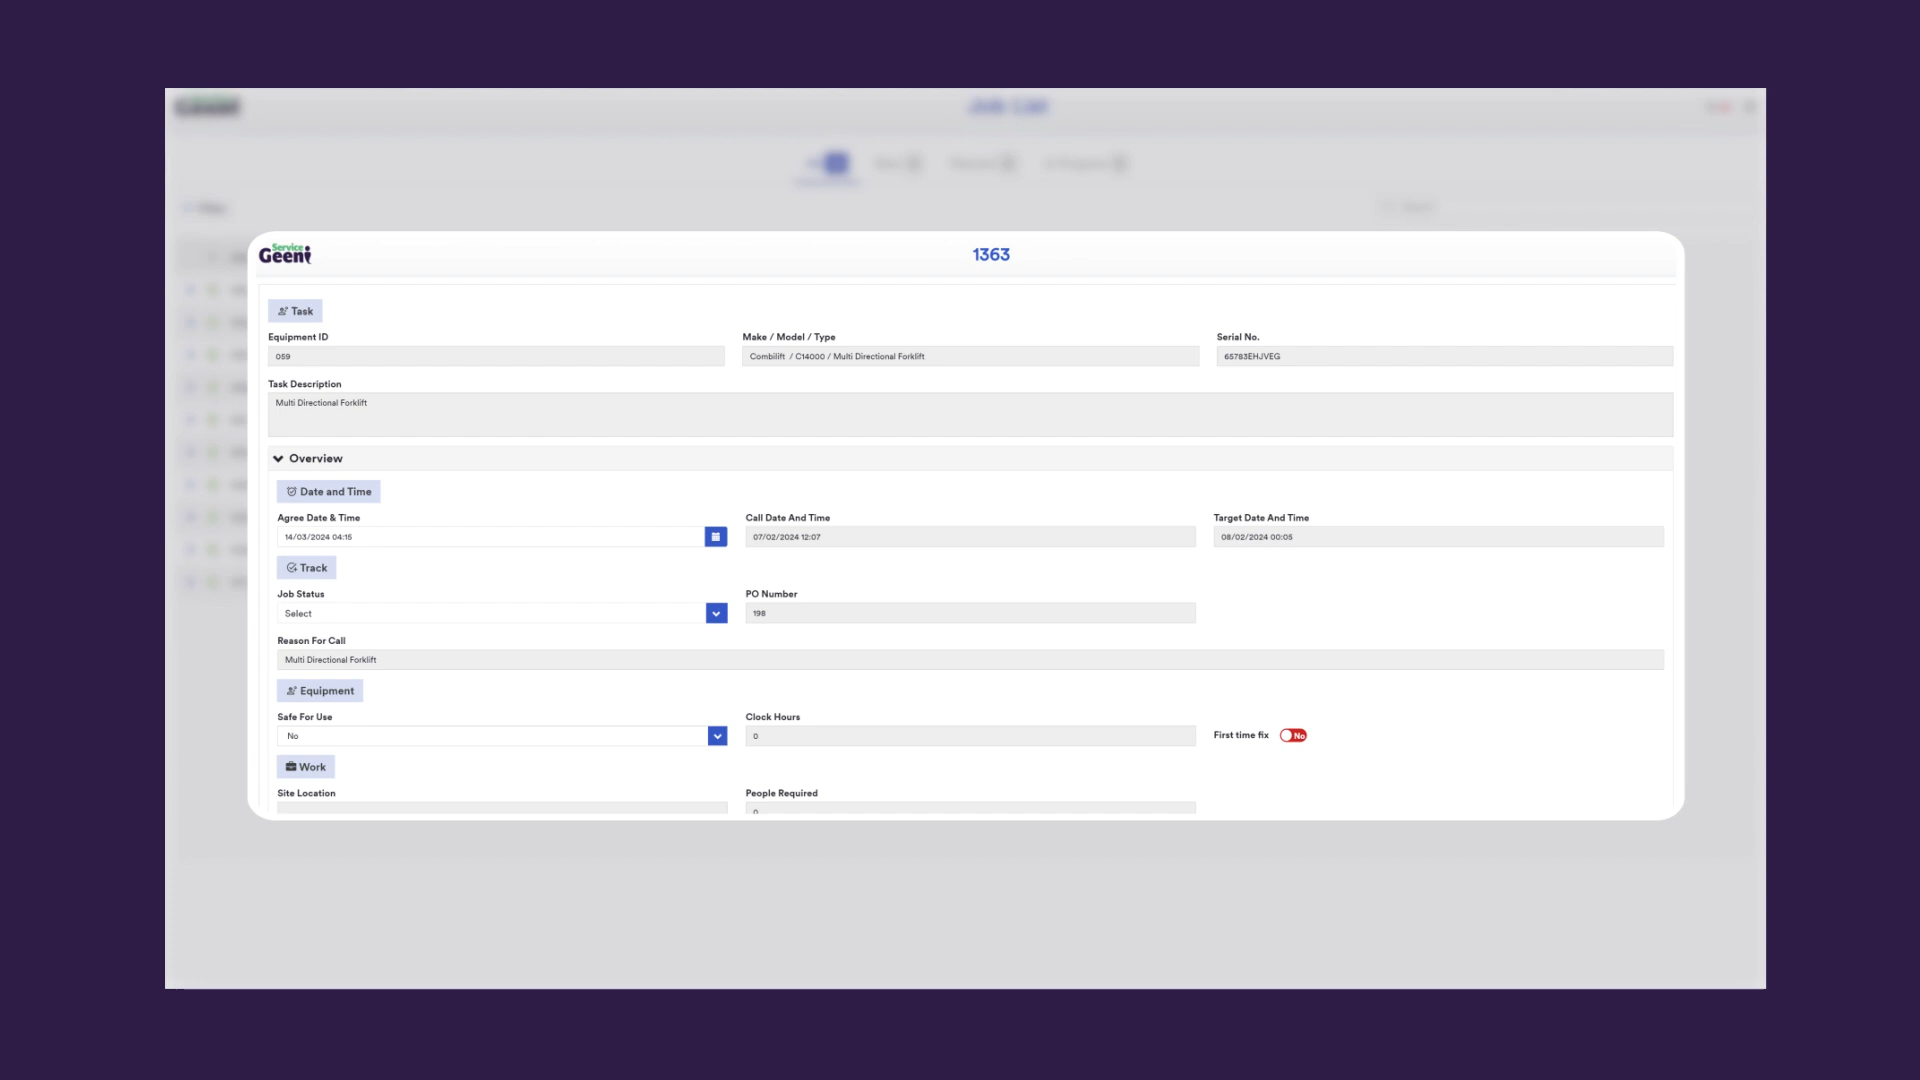 Job List
Service
Geeni
1363
Task
Equipment ID
Make / Model / Type
Serial No.
059
Combilift / C14000 / Multi Directional Forklift
65783EHJVEG
Task Description
Multi Directional Forklift
Overview
Date and Time
Agree Date & Time
Call Date And Time
Target Date And Time
14/03/2024 04:15
07/02/2024 12:07
08/02/2024 00:05
Track
Job Status
PO Number
Select
198
Reason For Call
Multi Directional Forklift
Equipment
Safe For Use
Clock Hours
No
0
First time fix
No
Work
Site Location
People Required
0